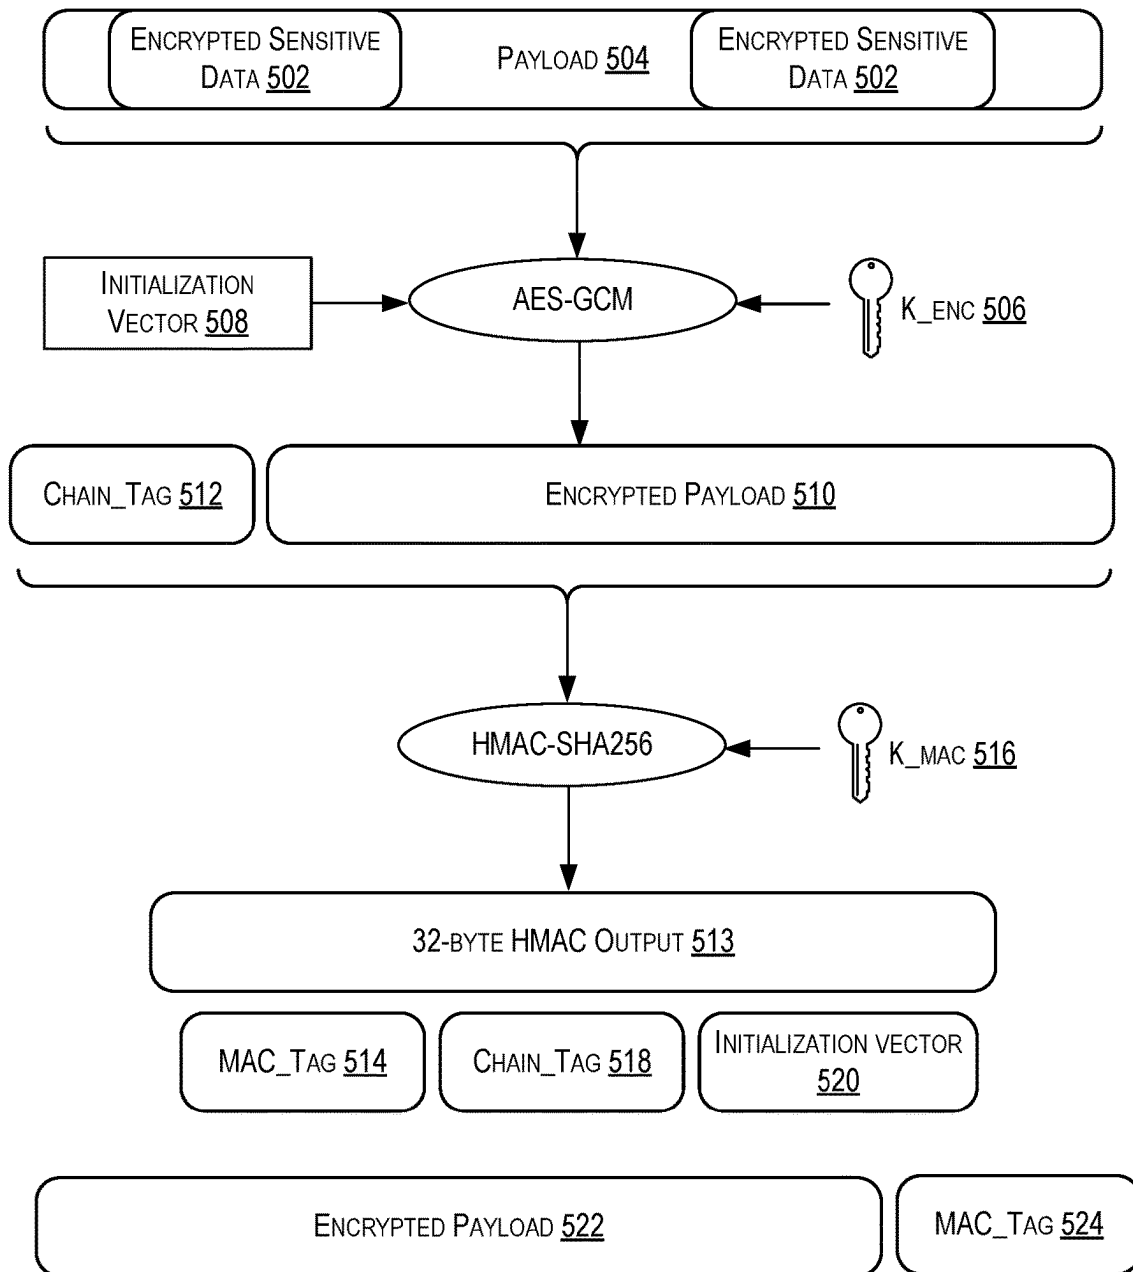 ENCRYPTED SENSITIVE
DATA 502
PAYLOAD 504
ENCRYPTED SENSITIVE
DATA 502
INITIALIZATION
VECTOR 508
AES-GCM
K_ENC 506
CHAIN_TAG 512
ENCRYPTED PAYLOAD 510
HMAC-SHA256
K_MAC 516
32-BYTE HMAC OUTPUT 513
MAC_TAG 514
CHAIN_TAG 518
INITIALIZATION VECTOR
520
ENCRYPTED PAYLOAD 522
MAC_TAG 524